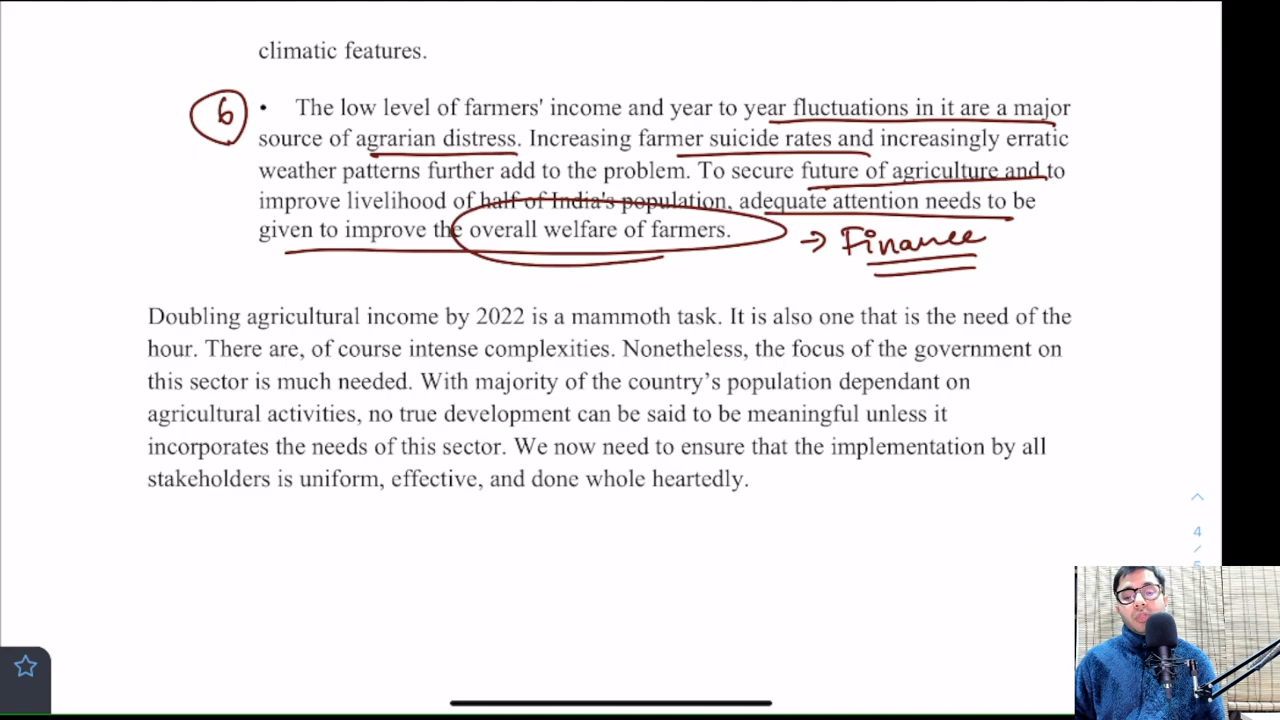 climatic features.
6 • The low level of farmers' income and year to year fluctuations in it are a major
source of agrarian distress. Increasing farmer suicide rates and increasingly erratic
weather patterns further add to the problem. To secure future of agriculture and to
improve livelihood of half of India's population, adequate attention needs to be
given to improve the overall welfare of farmers. → Finance
Doubling agricultural income by 2022 is a mammoth task. It is also one that is the need of the
hour. There are, of course intense complexities. Nonetheless, the focus of the government on
this sector is much needed. With majority of the country’s population dependant on
agricultural activities, no true development can be said to be meaningful unless it
incorporates the needs of this sector. We now need to ensure that the implementation by all
stakeholders is uniform, effective, and done whole heartedly.
4
/
5